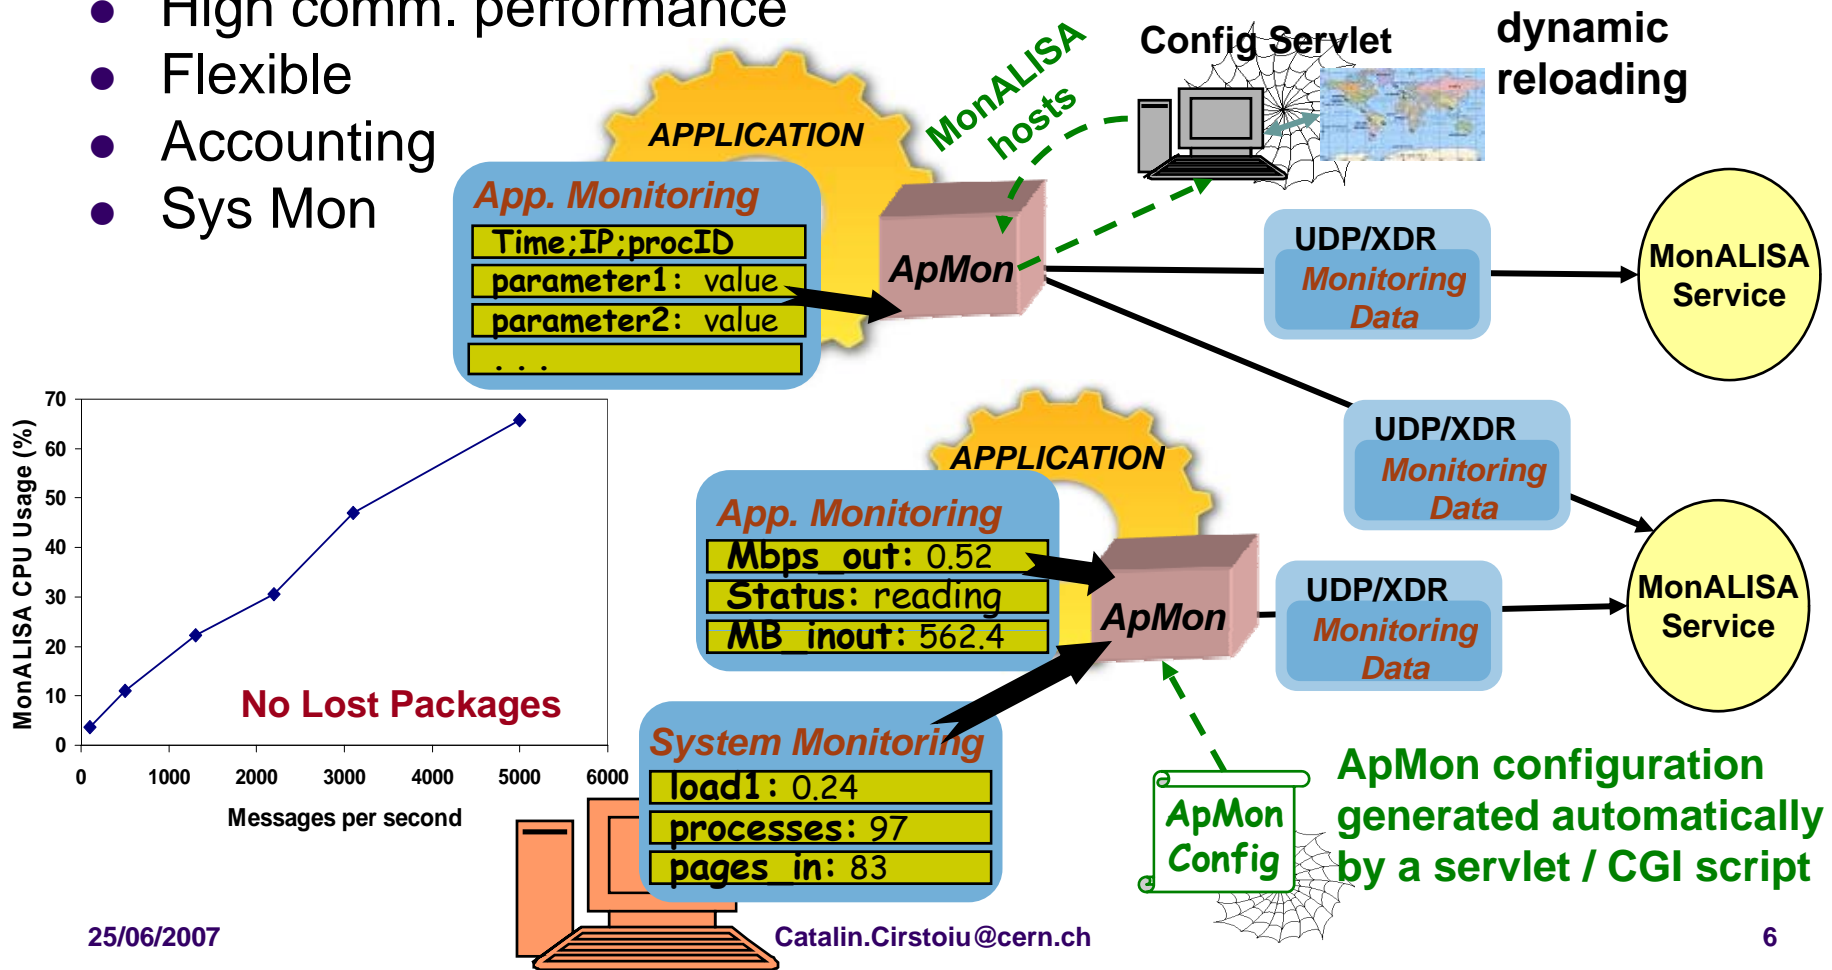 High comm. performance
Flexible
Accounting
Sys Mon
APPLICATION
App. Monitoring
Time;IP;procID
parameter1: value
parameter2: value
. . .
ApMon
MonALISA
hosts
Config Servlet
dynamic
reloading
UDP/XDR
Monitoring
Data
MonALISA
Service
UDP/XDR
Monitoring
Data
MonALISA CPU Usage (%)
70
60
50
40
30
20
10
0
0 1000 2000 3000 4000 5000 6000
Messages per second
No Lost Packages
APPLICATION
App. Monitoring
Mbps_out: 0.52
Status: reading
MB_inout: 562.4
ApMon
UDP/XDR
Monitoring
Data
MonALISA
Service
System Monitoring
load1: 0.24
processes: 97
pages_in: 83
ApMon
Config
ApMon configuration
generated automatically
by a servlet / CGI script
25/06/2007
Catalin.Cirstoiu@cern.ch
6